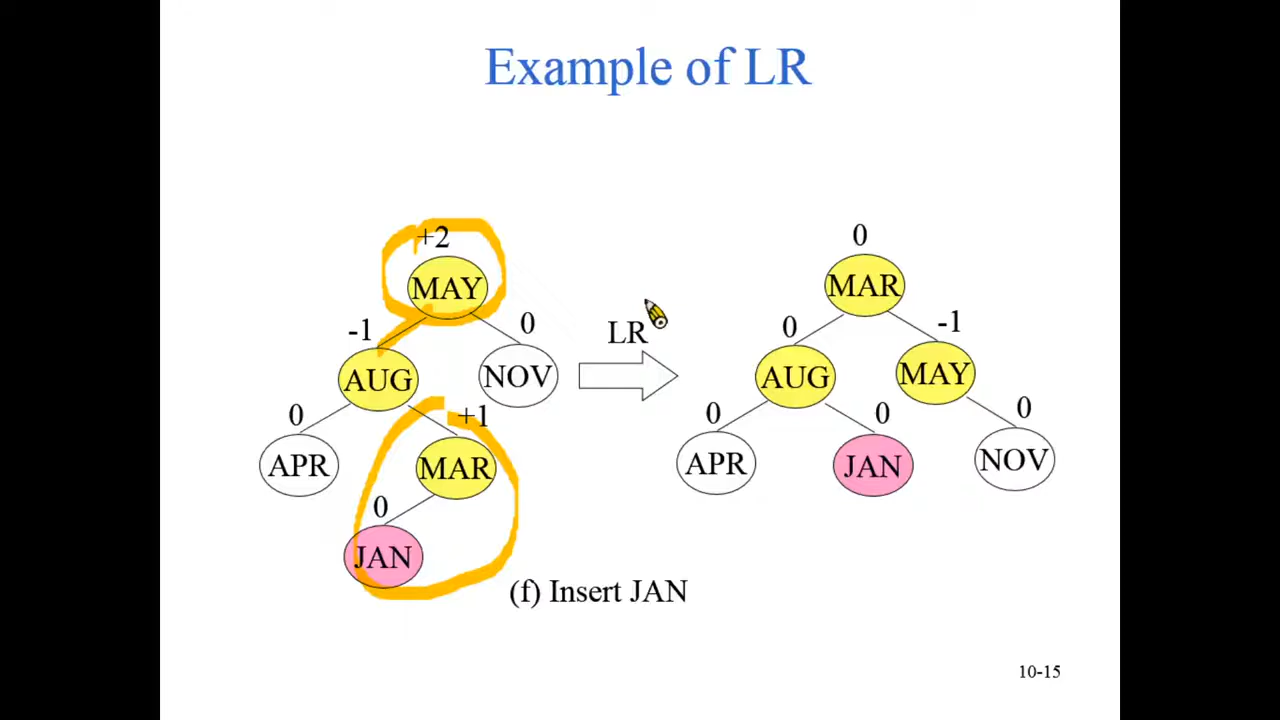 Example of LR
+2
MAY
-1
0
AUG
NOV
0
+1
APR
MAR
0
JAN
LR
0
MAR
0
-1
AUG
MAY
0
0
0
APR
JAN
NOV
(f) Insert JAN
10-15